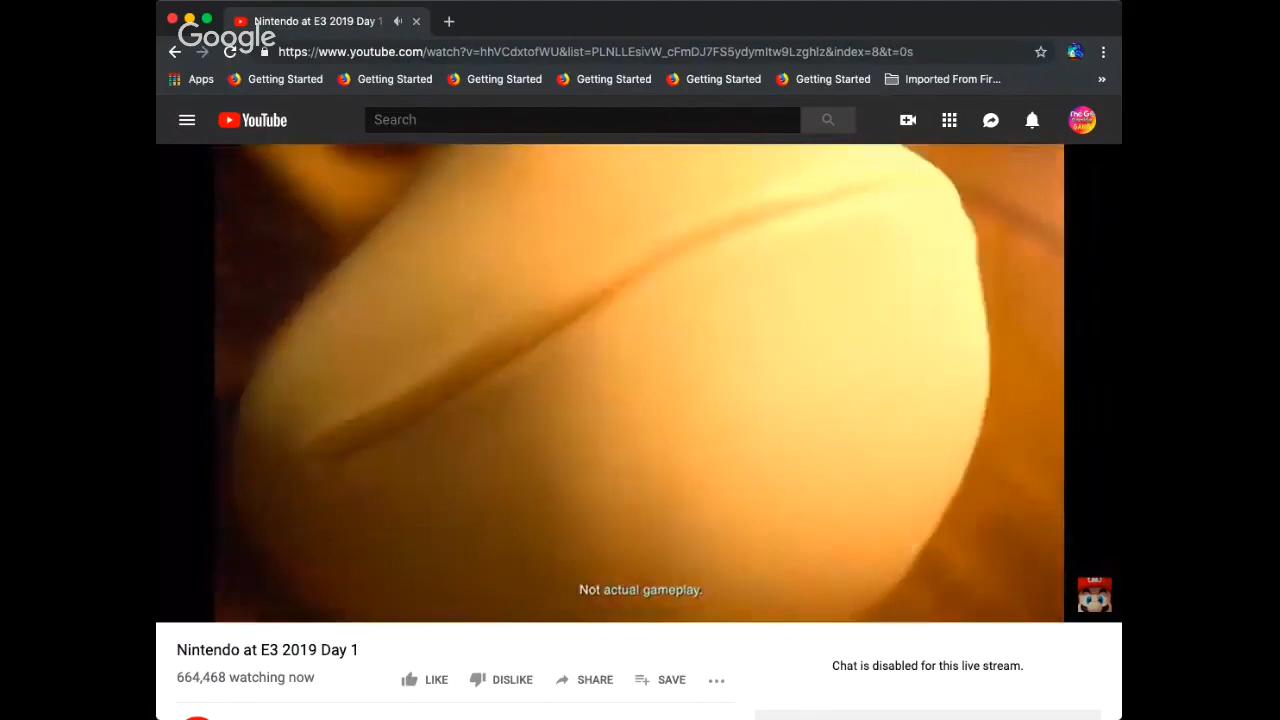 Nintendo at E3 2019 Day 1
Google
https://www.youtube.com/watch?v=hhVCdxtofWU&list=PLNLLEsivW_cFmDJ7FS5ydymItw9Lzghlz&index=8&t=0s
Apps Getting Started Getting Started Getting Started Getting Started Getting Started Getting Started Imported From Fir... »
YouTube Search
Not actual gameplay.
Nintendo at E3 2019 Day 1
664,468 watching now
LIKE DISLIKE SHARE SAVE
Chat is disabled for this live stream.